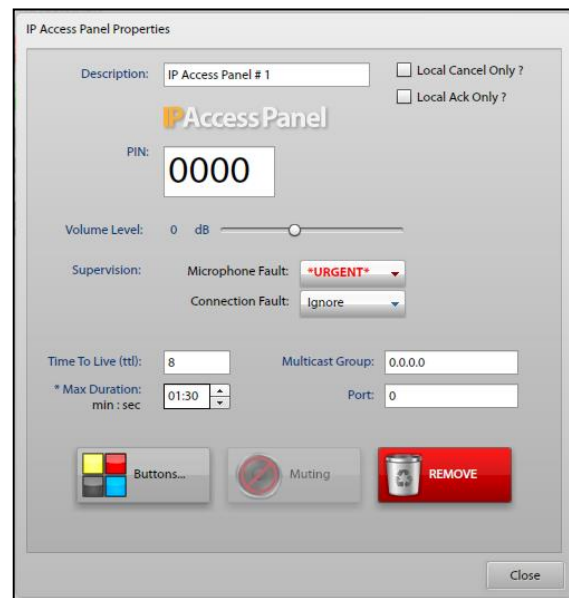 IP Access Panel Properties
Description: IP Access Panel # 1
Local Cancel Only ?
Local Ack Only ?
IPAccessPanel
PIN: 0000
Volume Level: 0 dB
Supervision: Microphone Fault: *URGENT*
Connection Fault: Ignore
Time To Live (ttl): 8 Multicast Group: 0.0.0.0
* Max Duration: 01:30 Port: 0
min : sec
Buttons... Muting REMOVE
Close